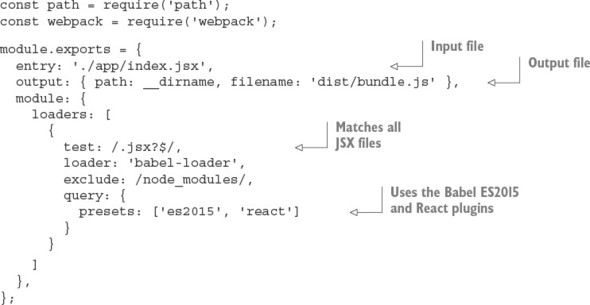 const path = require('path');
const webpack = require('webpack');
module.exports = {
entry: './app/index.jsx',
Input file
output: { path: __dirname, filename: 'dist/bundle.js' },
Output file
module: {
loaders: [
{
test: /.jsx?$/,
Matches all
JSX files
loader: 'babel-loader',
exclude: /node_modules/,
query: {
presets: ['es2015', 'react']
Uses the Babel ES2015
and React plugins
}
}
]
},
};